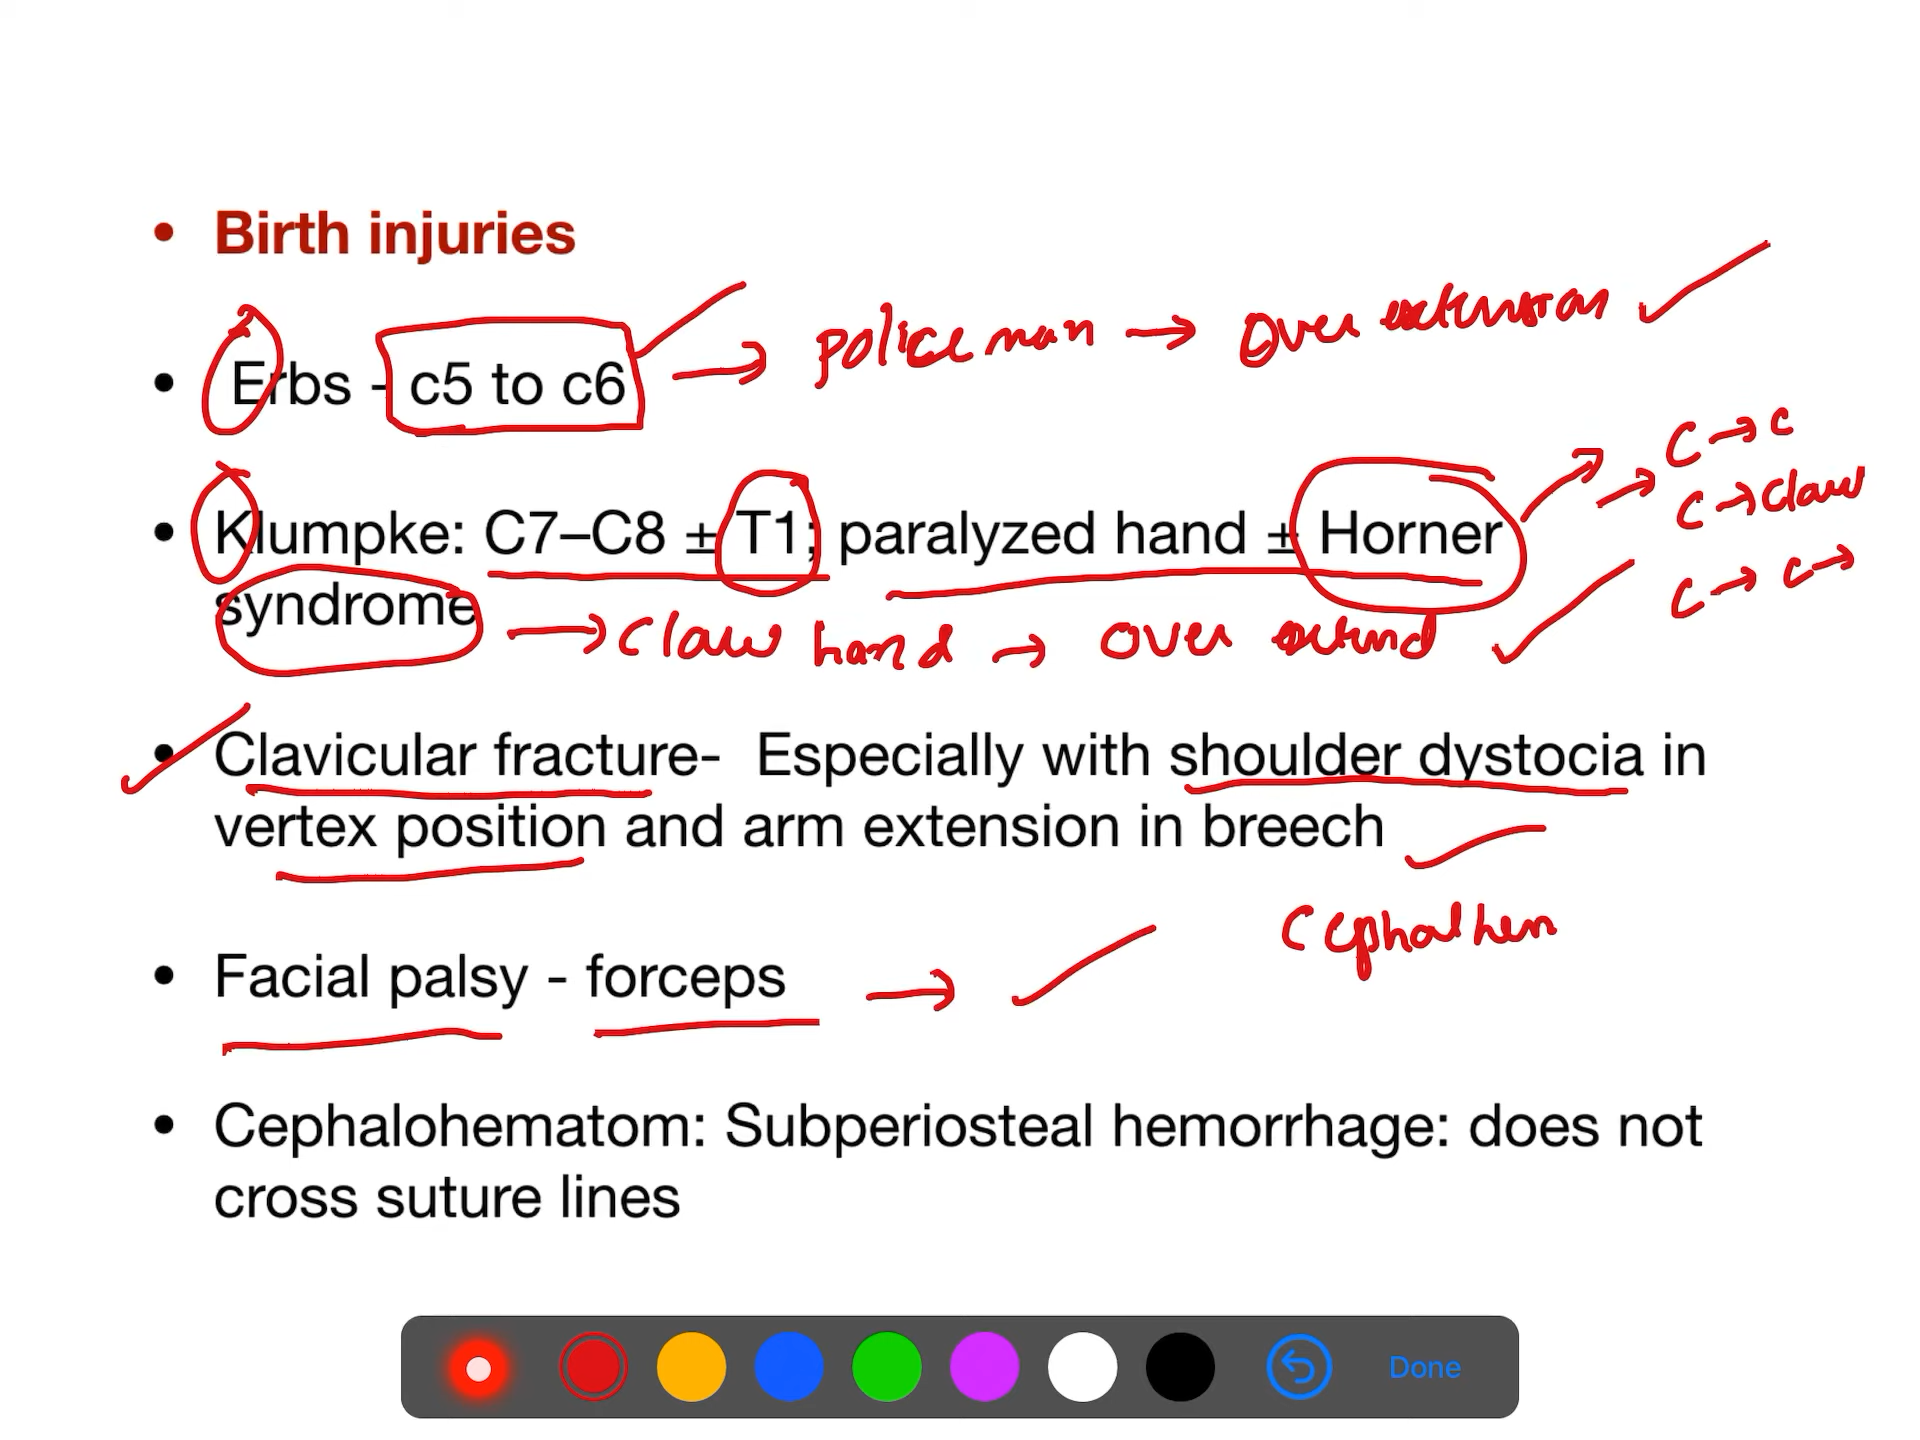 • Birth injuries
• Erbs - c5 to c6 → policeman → over extension
• Klumpke: C7–C8 ± T1; paralyzed hand ± Horner
syndrome → claw hand → over extend
C → c
C → claw
C → c →
• Clavicular fracture- Especially with shoulder dystocia in
vertex position and arm extension in breech
Cephalhem
• Facial palsy - forceps →
• Cephalohematom: Subperiosteal hemorrhage: does not
cross suture lines
Done